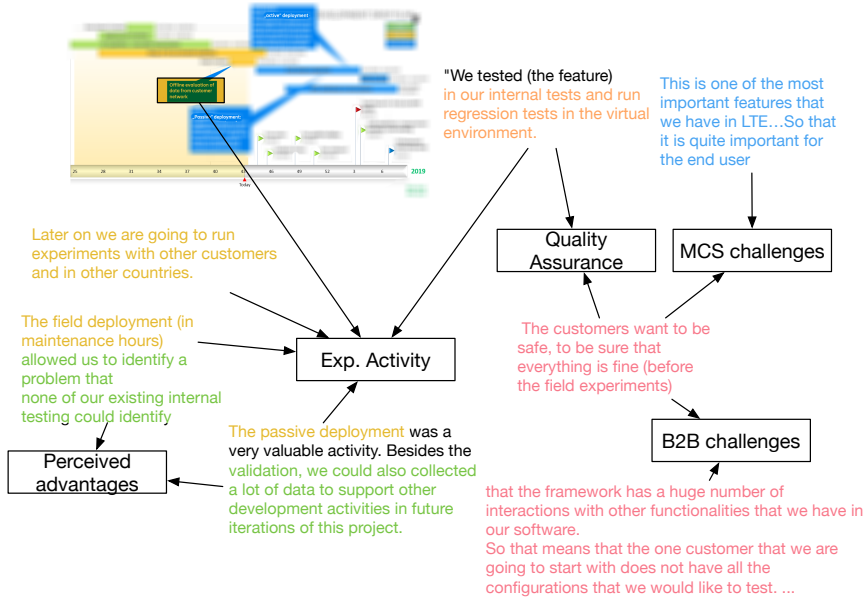 „active" deployment
Offline evaluation of
data from customer
network
„Passive" deployment
25 28 31 34 37 40 43 46 49 52 3 6 2019
Today
"We tested (the feature)
in our internal tests and run
regression tests in the virtual
environment.
This is one of the most
important features that
we have in LTE...So that
it is quite important for
the end user
Quality
Assurance
MCS challenges
Later on we are going to run
experiments with other customers
and in other countries.
The field deployment (in
maintenance hours)
allowed us to identify a
problem that
none of our existing internal
testing could identify
Exp. Activity
The customers want to be
safe, to be sure that
everything is fine (before
the field experiments)
The passive deployment was a
very valuable activity. Besides the
validation, we could also collected
a lot of data to support other
development activities in future
iterations of this project.
B2B challenges
Perceived
advantages
that the framework has a huge number of
interactions with other functionalities that we have in
our software.
So that means that the one customer that we are
going to start with does not have all the
configurations that we would like to test. ...